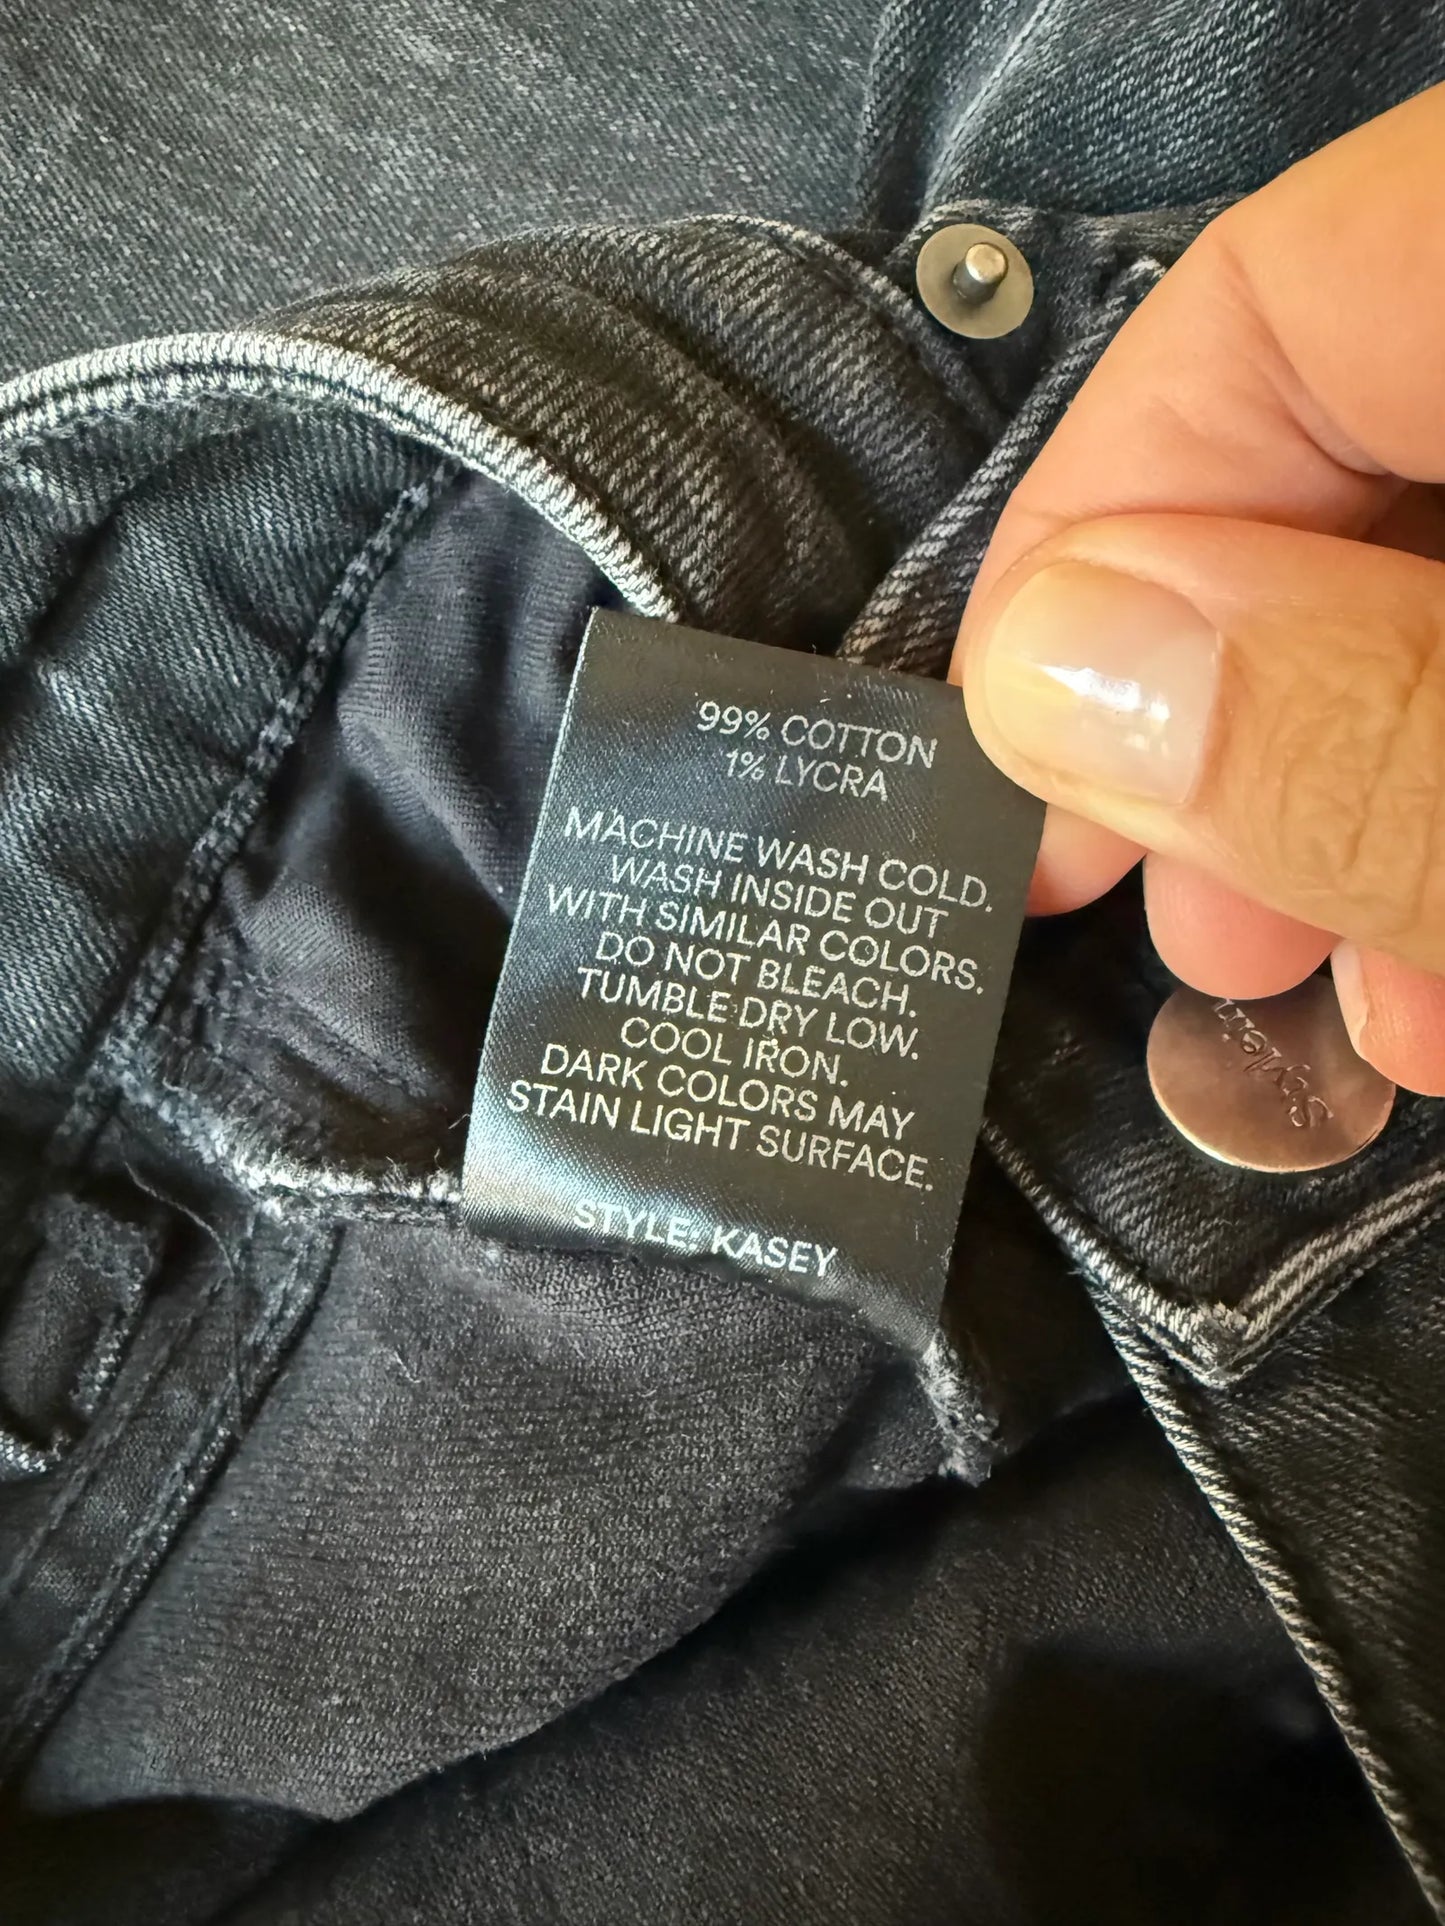 99% COTTON
1% LYCRA
MACHINE WASH COLD.
WASH INSIDE OUT
WITH SIMILAR COLORS.
DO NOT BLEACH.
TUMBLE DRY LOW.
COOL IRON.
DARK COLORS MAY
STAIN LIGHT SURFACE.
STYLE: KASEY